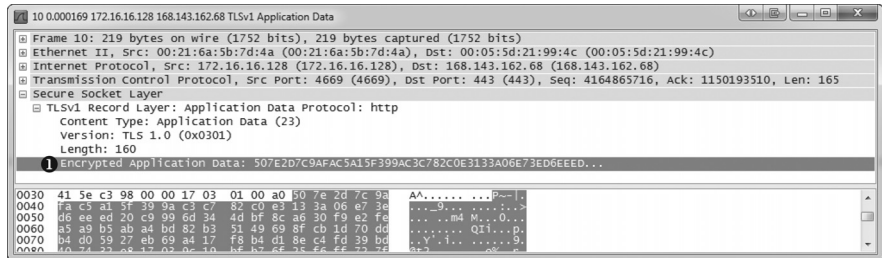 10 0.000169 172.16.16.128 168.143.162.68 TLSv1 Application Data
Frame 10: 219 bytes on wire (1752 bits), 219 bytes captured (1752 bits)
Ethernet II, Src: 00:21:6a:5b:7d:4a (00:21:6a:5b:7d:4a), Dst: 00:05:5d:21:99:4c (00:05:5d:21:99:4c)
Internet Protocol, Src: 172.16.16.128 (172.16.16.128), Dst: 168.143.162.68 (168.143.162.68)
Transmission Control Protocol, Src Port: 4669 (4669), Dst Port: 443 (443), Seq: 4164865716, Ack: 1150193510, Len: 165
Secure Socket Layer
TLSv1 Record Layer: Application Data Protocol: http
Content Type: Application Data (23)
Version: TLS 1.0 (0x0301)
Length: 160
1 Encrypted Application Data: 507E2D7C9AFAC5A15F399AC3C782C0E3133A06E73ED6EEED...
0030 41 5e c3 98 00 00 17 03 01 00 a0 50 7e 2d 7c 9a A^...... ...P~-|.
0040 fa c5 a1 5f 39 9a c3 c7 82 c0 e3 13 3a 06 e7 3e ..._9... ....:..>
0050 d6 ee ed 20 c9 99 6d 34 4d bf 8c a6 30 f9 e2 fe ... ..m4 M...0...
0060 a5 a9 b5 ab a4 bd 82 b3 51 49 69 8f cb 1d 70 dd ........ QIi...p.
0070 b4 d0 59 27 eb 69 a4 17 f8 b4 d1 8e c4 fd 39 bd ..Y'.i.. ......9.